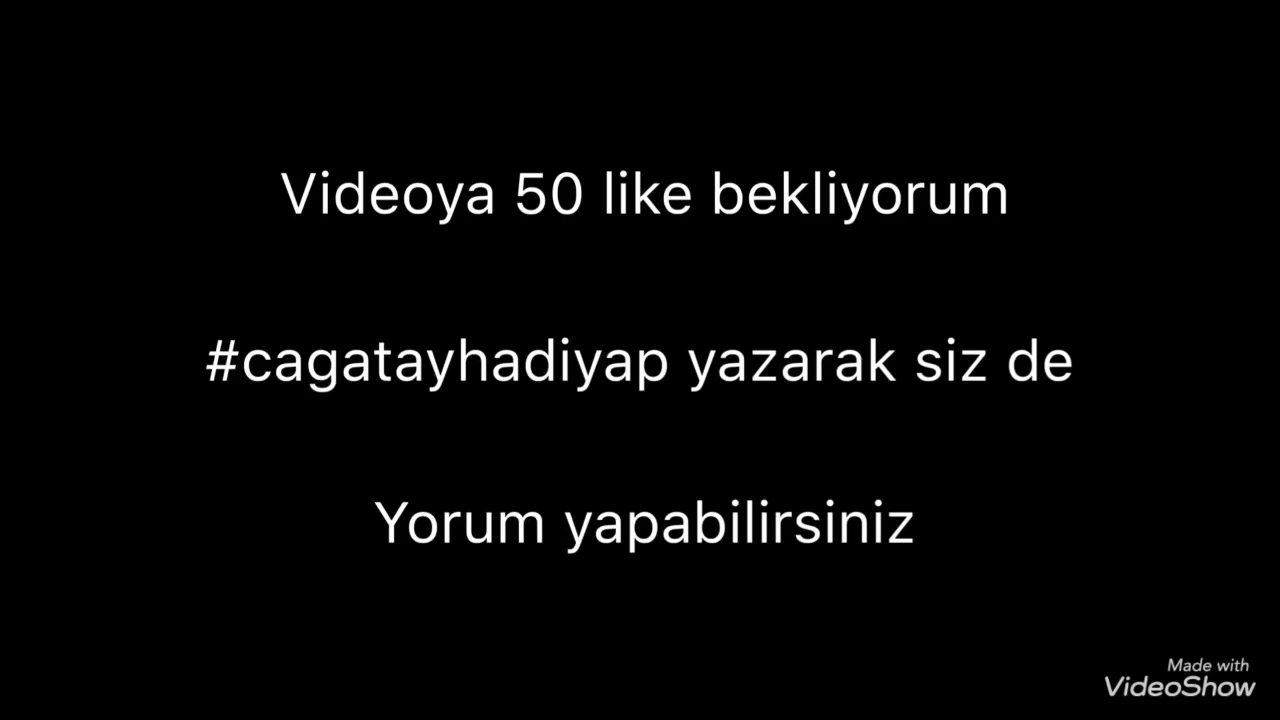 Videoya 50 like bekliyorum
#cagatayhadiyap yazarak siz de
Yorum yapabilirsiniz
Made with
VideoShow